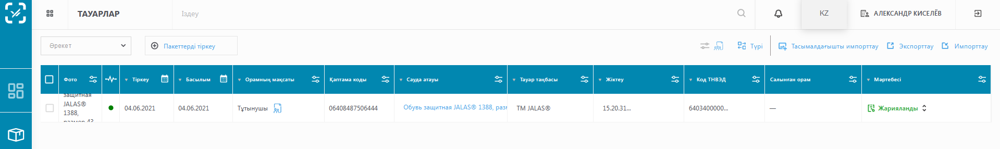 ТАУАРЛАР
Іздеу
KZ
АЛЕКСАНДР КИСЕЛЁВ
Әрекет
Пакеттерді тіркеу
Түрі
Тасымалдағышты импорттау
Экспорттау
Импорттау
Фото
Тіркеу
Басылым
Орамның мақсаты
Қаптама коды
Сауда атауы
Тауар таңбасы
Жіктеу
Код ТНВЭД
Салынған орам
Мәртебесі
защитная
JALAS®
1388,
размер 43
04.06.2021
04.06.2021
Тұтынушы
06408487506444
Обувь защитная JALAS® 1388, раз
ТМ JALAS®
15.20.31...
6403400000...
—
Жарияланды